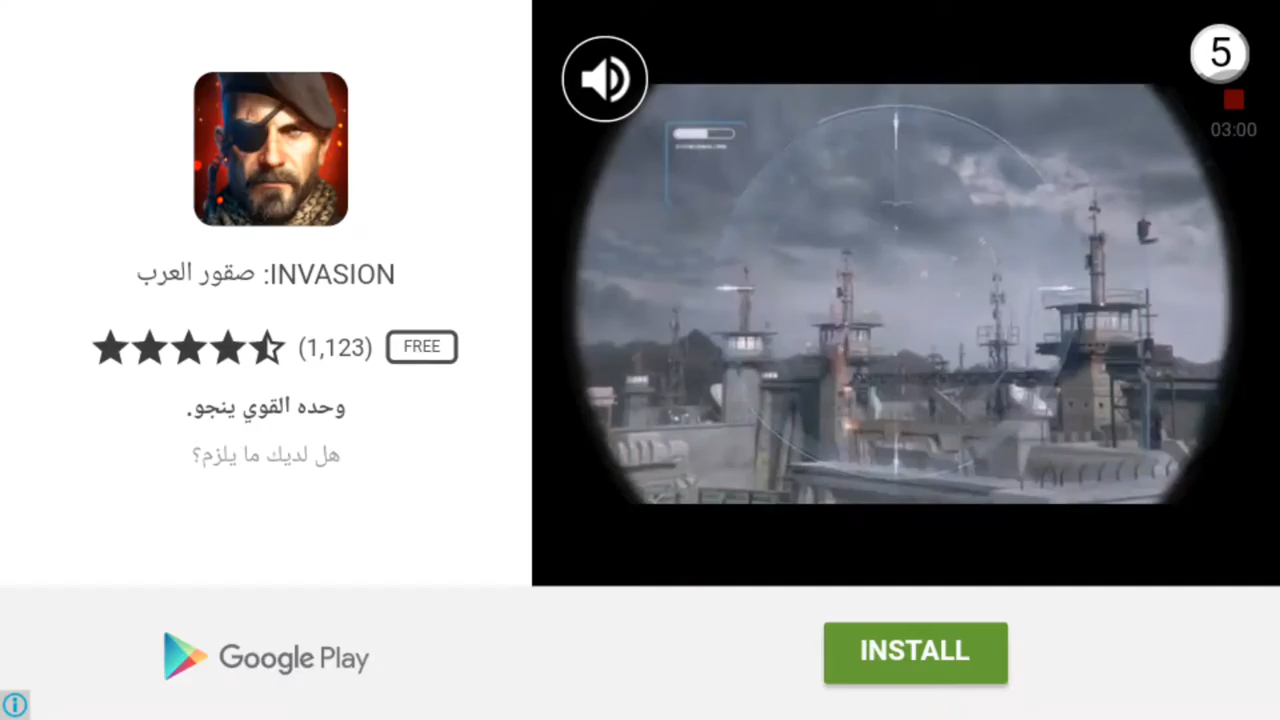 INVASION: صقور العرب
(1,123) FREE
وحده القوي ينجو.
هل لديك ما يلزم؟
5
03:00
Google Play
INSTALL